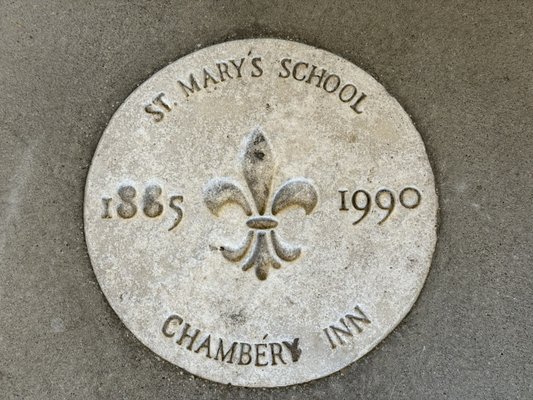 ST. MARY'S SCHOOL
1885 1990
CHAMBÉRY INN